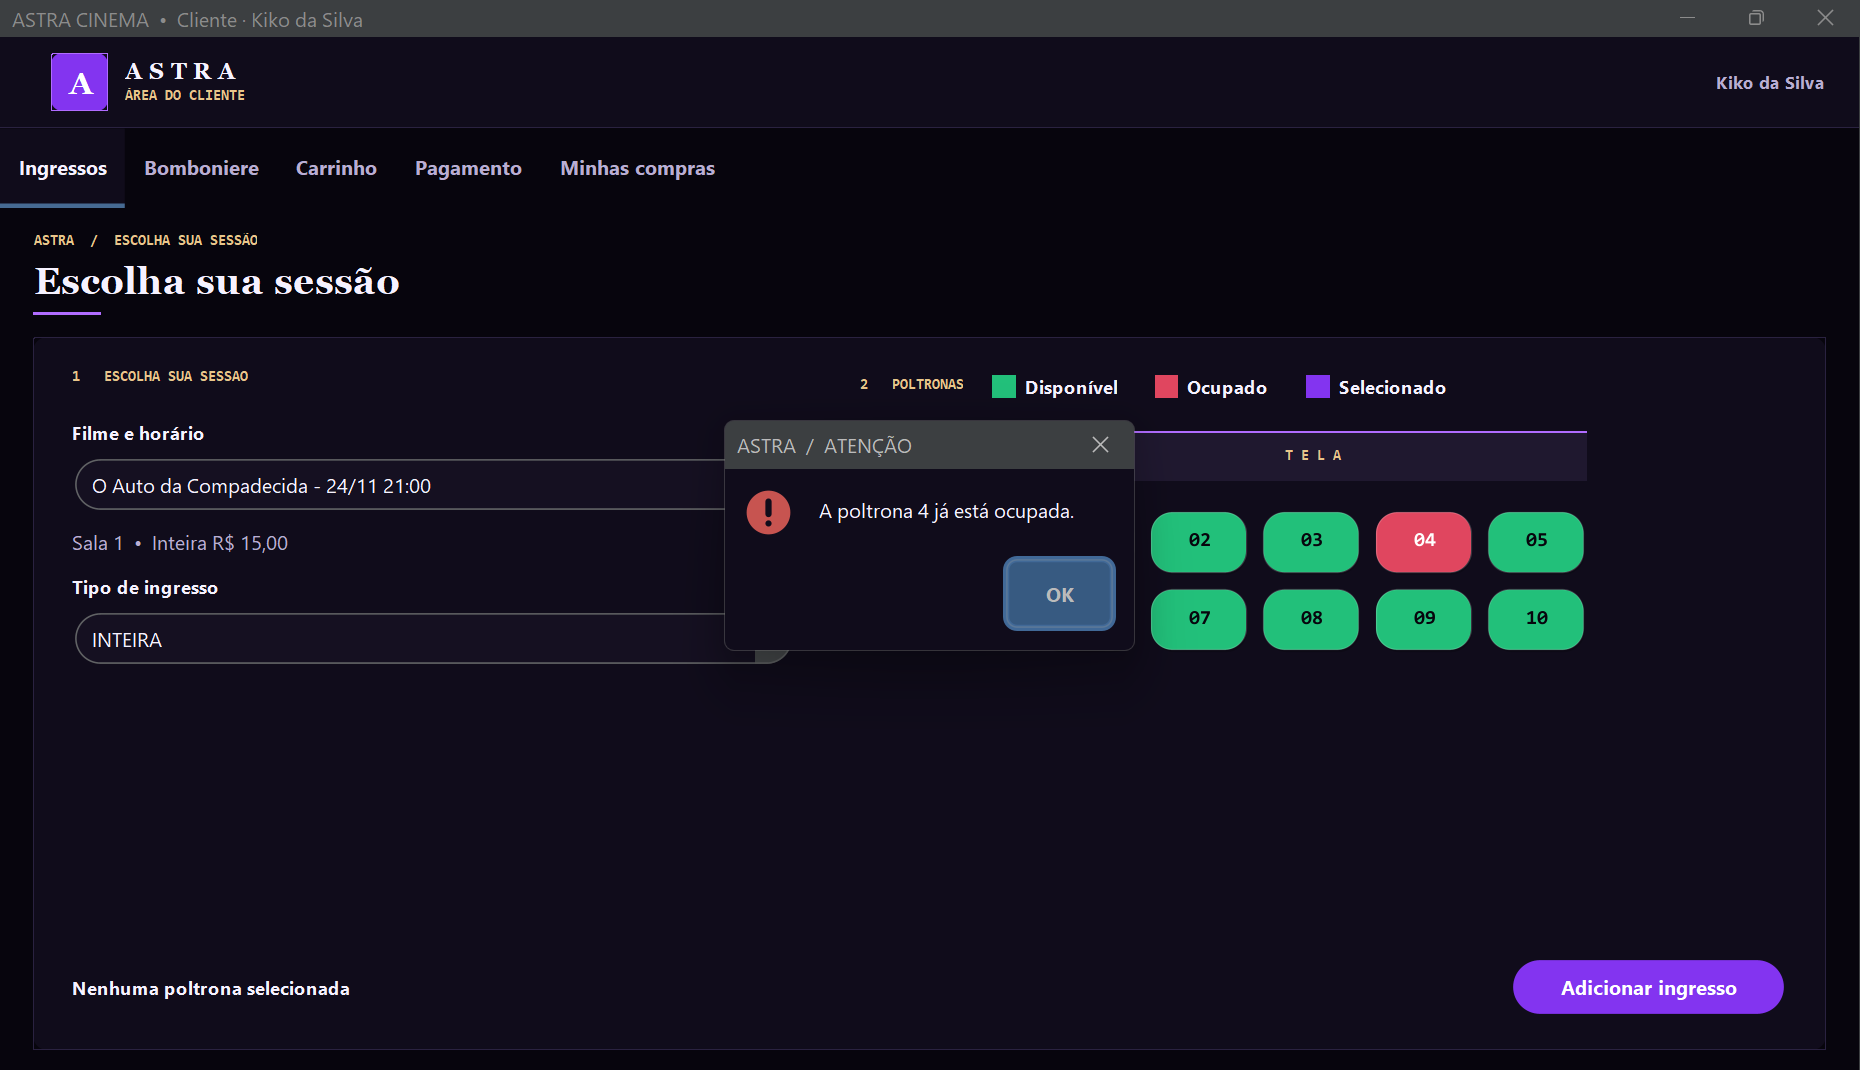 ASTRA CINEMA • Cliente · Kiko da Silva
A
ASTRA
ÁREA DO CLIENTE
Kiko da Silva
Ingressos
Bomboniere
Carrinho
Pagamento
Minhas compras
ASTRA / ESCOLHA SUA SESSÃO
Escolha sua sessão
1 ESCOLHA SUA SESSAO
Filme e horário
O Auto da Compadecida - 24/11 21:00
Sala 1 • Inteira R$ 15,00
Tipo de ingresso
INTEIRA
2 POLTRONAS
Disponível
Ocupado
Selecionado
TELA
ASTRA / ATENÇÃO
A poltrona 4 já está ocupada.
OK
02 03 04 05
07 08 09 10
Nenhuma poltrona selecionada
Adicionar ingresso